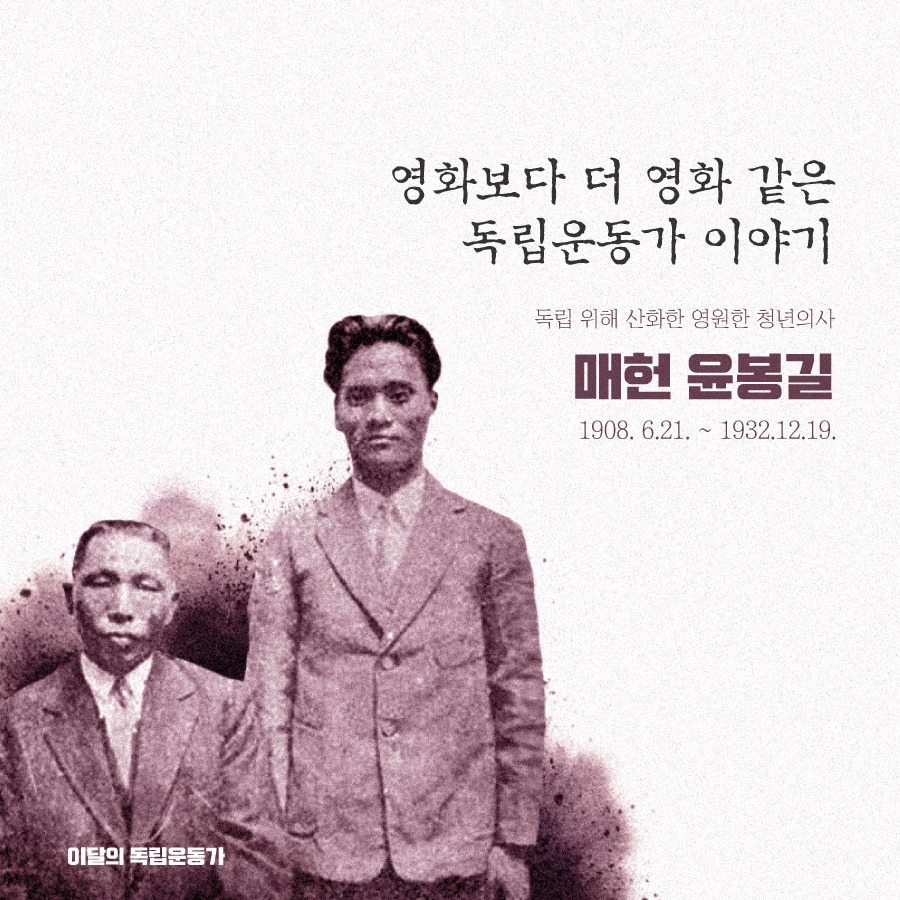 영화보다 더 영화 같은
독립운동가 이야기
독립 위해 산화한 영원한 청년의사
매헌 윤봉길
1908. 6.21. ~ 1932.12.19.
이달의 독립운동가